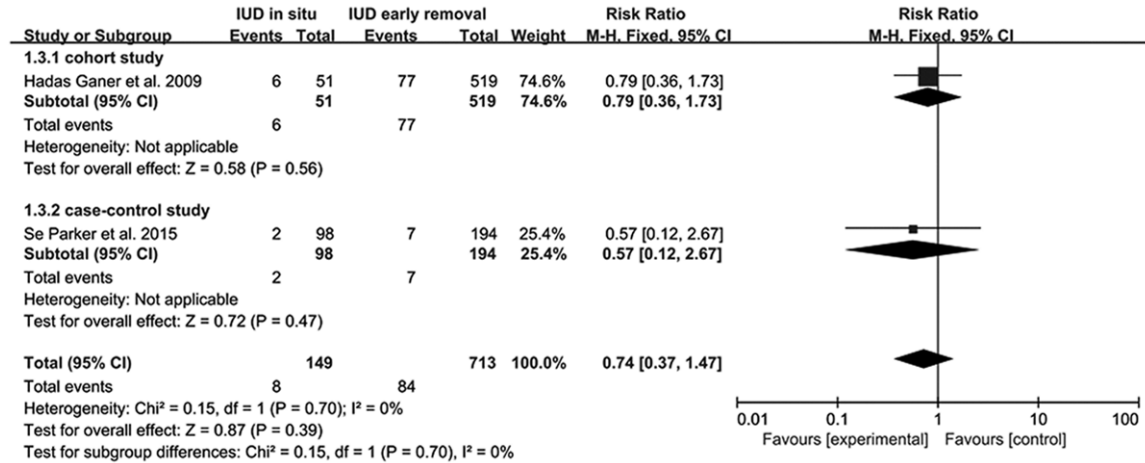 IUD in situ IUD early removal Risk Ratio Risk Ratio
Study or Subgroup Events Total Events Total Weight M-H. Fixed. 95% CI M-H. Fixed. 95% CI
1.3.1 cohort study
Hadas Ganer et al. 2009 6 51 77 519 74.6% 0.79 [0.36, 1.73]
Subtotal (95% CI) 51 519 74.6% 0.79 [0.36, 1.73]
Total events 6 77
Heterogeneity: Not applicable
Test for overall effect: Z = 0.58 (P = 0.56)
1.3.2 case-control study
Se Parker et al. 2015 2 98 7 194 25.4% 0.57 [0.12, 2.67]
Subtotal (95% CI) 98 194 25.4% 0.57 [0.12, 2.67]
Total events 2 7
Heterogeneity: Not applicable
Test for overall effect: Z = 0.72 (P = 0.47)
Total (95% CI) 149 713 100.0% 0.74 [0.37, 1.47]
Total events 8 84
Heterogeneity: Chi² = 0.15, df = 1 (P = 0.70); I² = 0%
Test for overall effect: Z = 0.87 (P = 0.39)
Test for subgroup differences: Chi² = 0.15, df = 1 (P = 0.70), I² = 0%
0.01 0.1 1 10 100
Favours [experimental] Favours [control]